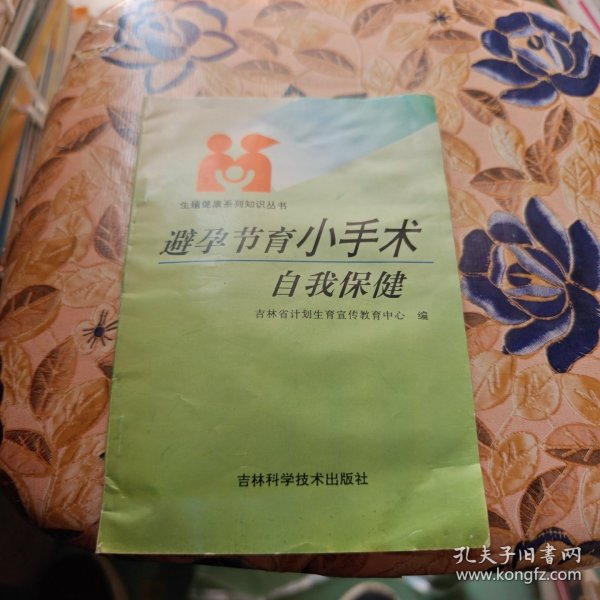 生殖健康系列知识丛书
避孕节育小手术
自我保健
吉林省计划生育宣传教育中心 编
吉林科学技术出版社
孔夫子旧书网
www.kongfz.com